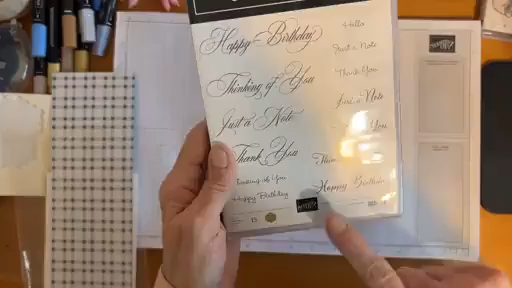 Happy Birthday
Thinking of You
Just a Note
Thank You
Thinking of You
Happy Birthday
Hello
Just a Note
Thank You
Just a Note
You
Happy Birthday